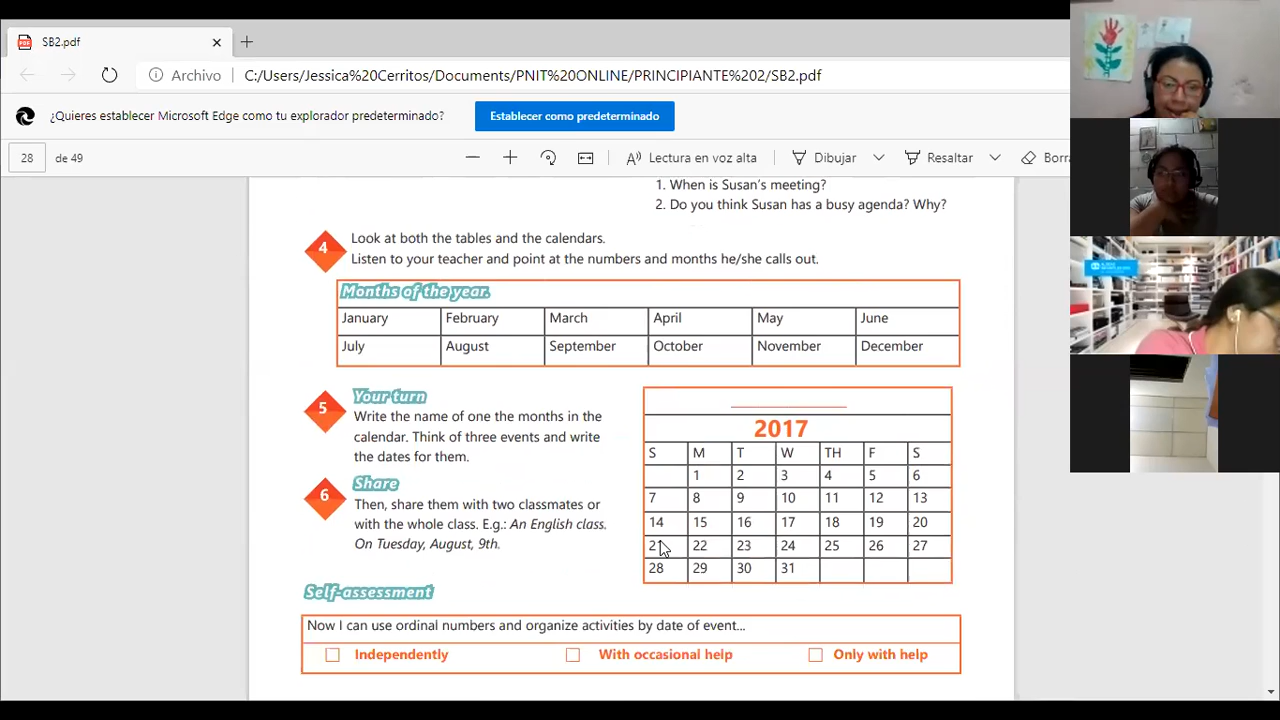 SB2.pdf
Archivo
C:/Users/Jessica%20Cerritos/Documents/PNIT%20ONLINE/PRINCIPIANTE%202/SB2.pdf
¿Quieres establecer Microsoft Edge como tu explorador predeterminado?
Establecer como predeterminado
28 de 49
Lectura en voz alta
Dibujar
Resaltar
Borra
1. When is Susan's meeting?
2. Do you think Susan has a busy agenda? Why?
4
Look at both the tables and the calendars.
Listen to your teacher and point at the numbers and months he/she calls out.
Months of the year.
January February March April May June
July August September October November December
5
Your turn
Write the name of one the months in the
calendar. Think of three events and write
the dates for them.
6
Share
Then, share them with two classmates or
with the whole class. E.g.: An English class.
On Tuesday, August, 9th.
2017
S M T W TH F S
1 2 3 4 5 6
7 8 9 10 11 12 13
14 15 16 17 18 19 20
21 22 23 24 25 26 27
28 29 30 31
Self-assessment
Now I can use ordinal numbers and organize activities by date of event...
Independently
With occasional help
Only with help